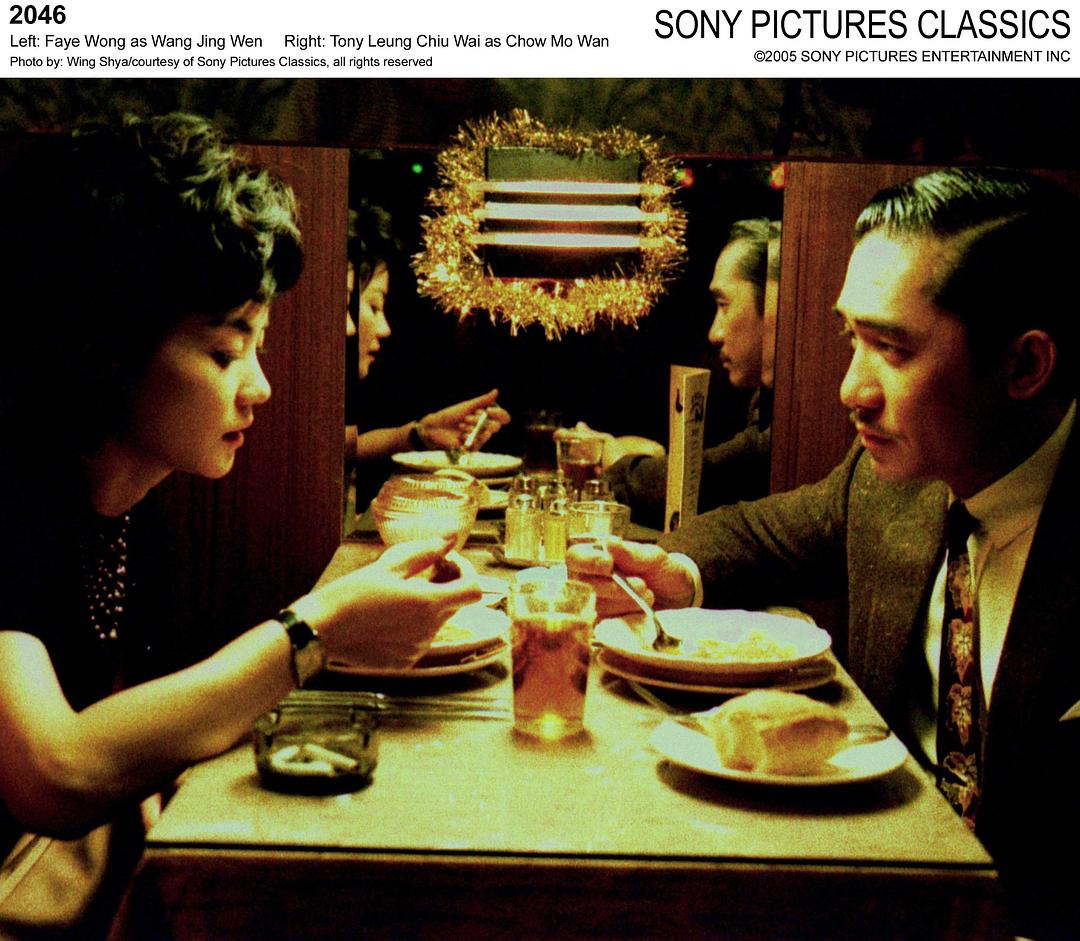 2046
Left: Faye Wong as Wang Jing Wen Right: Tony Leung Chiu Wai as Chow Mo Wan
Photo by: Wing Shya/courtesy of Sony Pictures Classics, all rights reserved
SONY PICTURES CLASSICS
©2005 SONY PICTURES ENTERTAINMENT INC